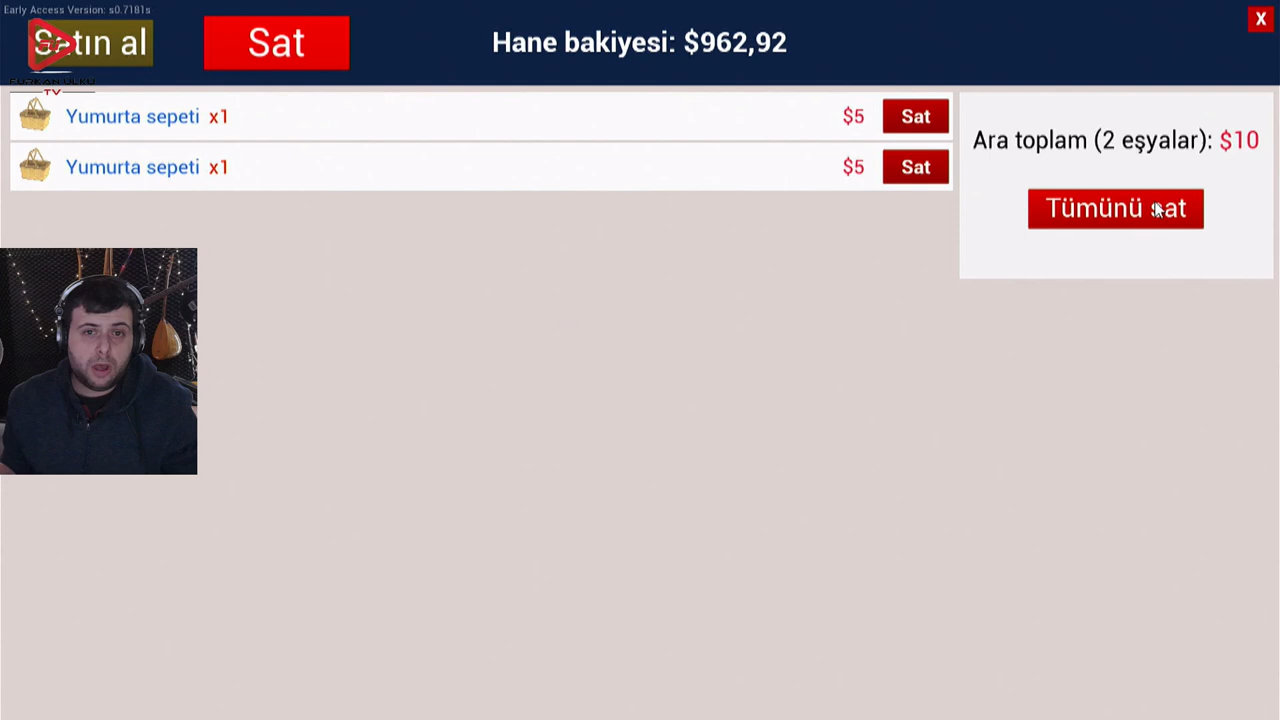 Early Access Version: s0.7181s
Satın al
Sat
Hane bakiyesi: $962,92
X
TV
Yumurta sepeti x1 $5 Sat
Yumurta sepeti x1 $5 Sat
Ara toplam (2 eşyalar): $10
Tümünü sat